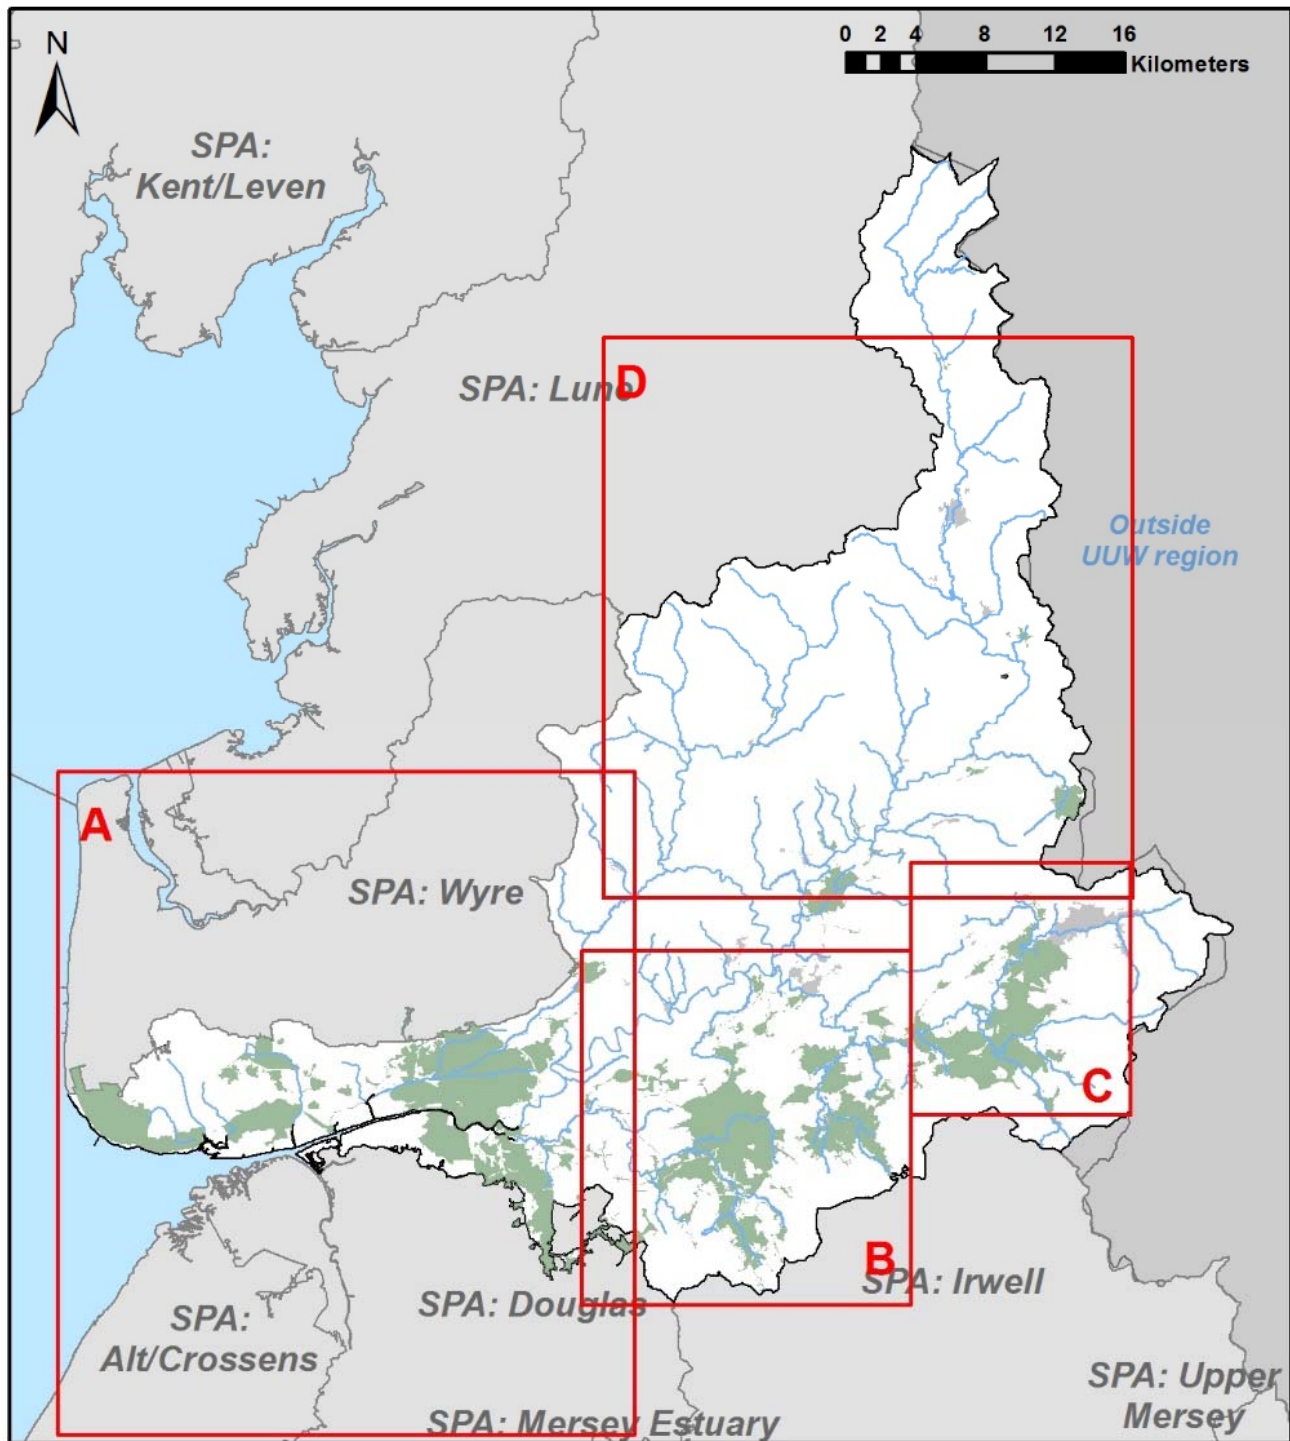 N
0 2 4 8 12 16
Kilometers
SPA:
Kent/Leven
SPA: Lune
D
Outside
UUW region
A
SPA: Wyre
C
B
SPA: Irwell
SPA: Douglas
SPA:
Alt/Crossens
SPA: Upper
Mersey
SPA: Mersey Estuary